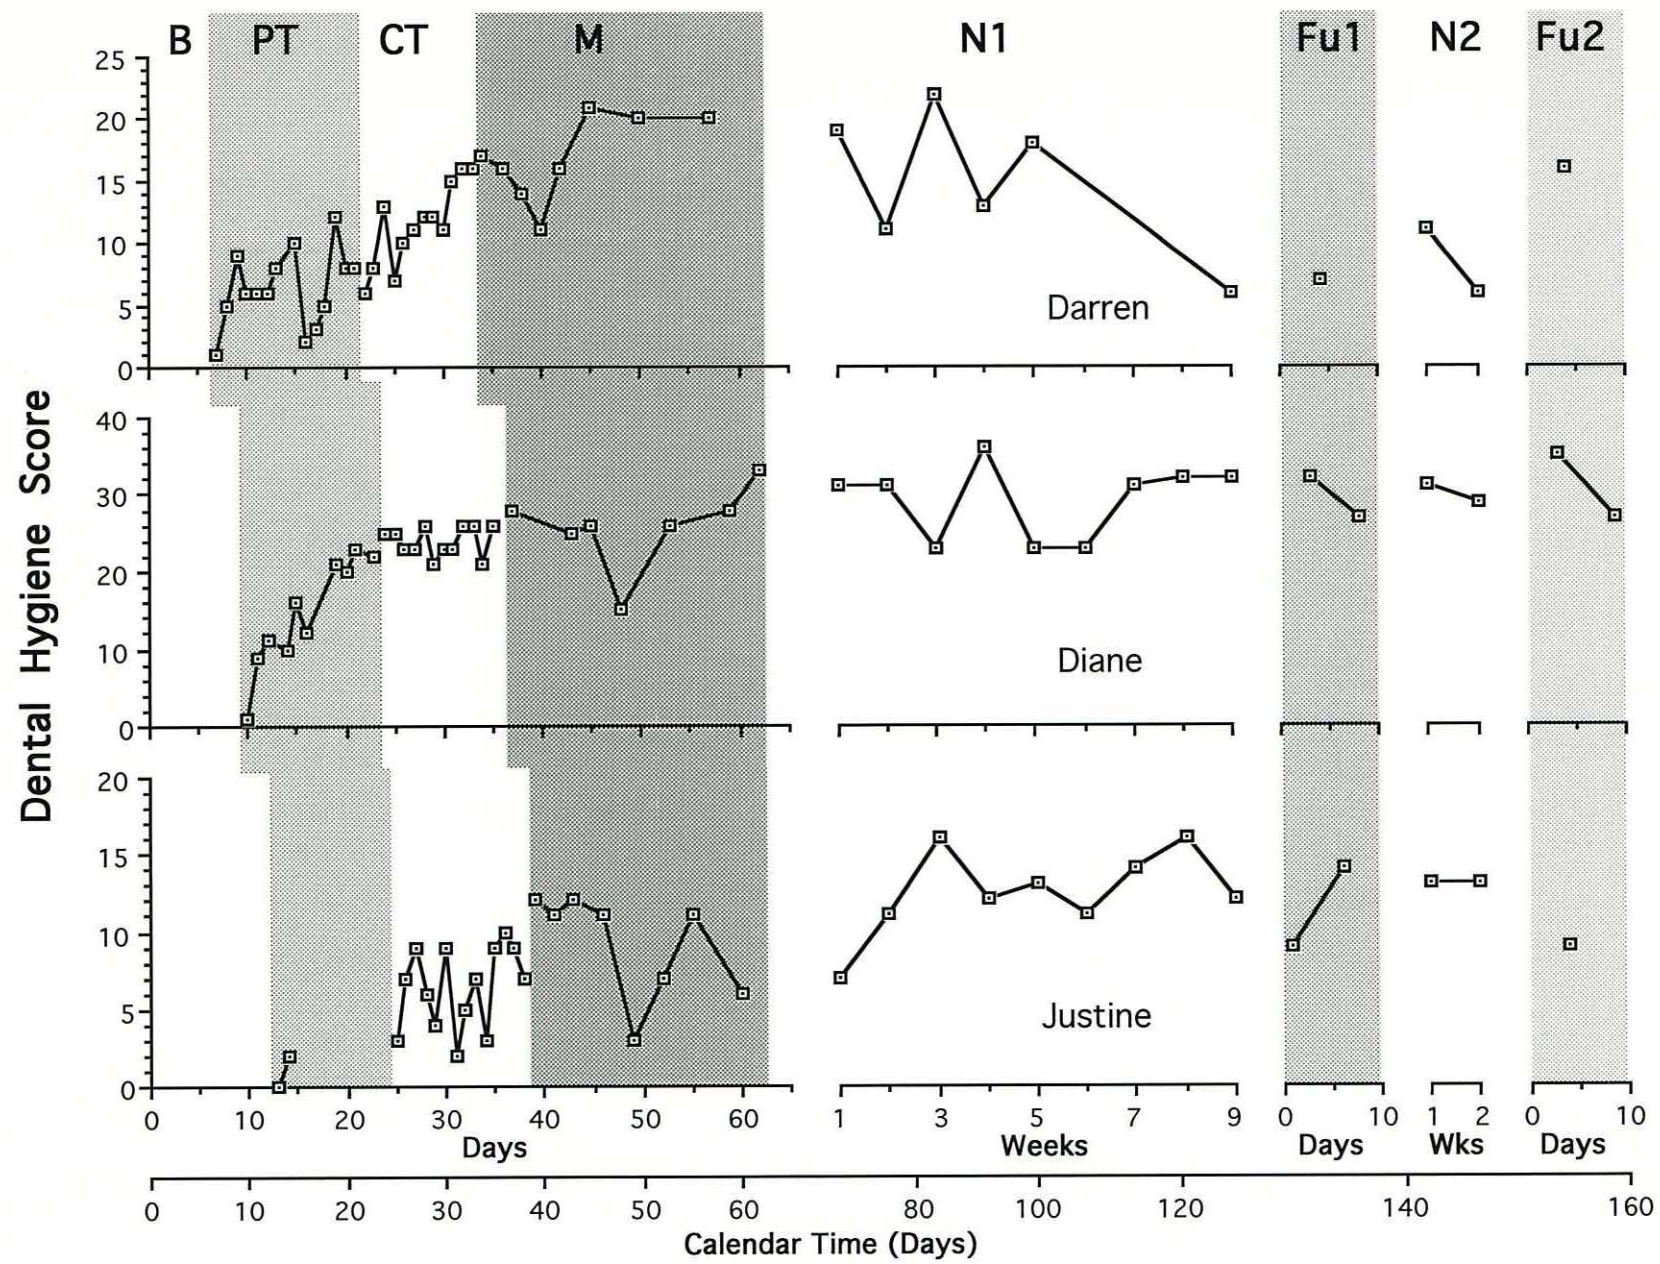 B PT CT M N1 Fu1 N2 Fu2
25
20
15
10
5
0
Darren
Dental Hygiene Score
40
30
20
10
0
Diane
20
15
10
5
0
Justine
0 10 20 30 40 50 60 1 3 5 7 9 0 10 1 2 0 10
Days Weeks Days Wks Days
0 10 20 30 40 50 60 80 100 120 140 160
Calendar Time (Days)